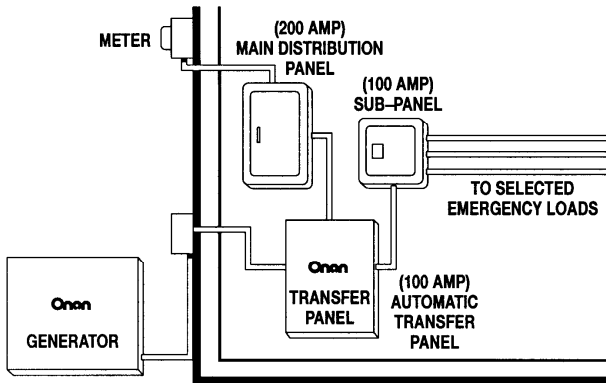 METER
(200 AMP)
MAIN DISTRIBUTION
PANEL
(100 AMP)
SUB–PANEL
TO SELECTED
EMERGENCY LOADS
Onan
TRANSFER
PANEL
(100 AMP)
AUTOMATIC
TRANSFER
PANEL
Onan
GENERATOR